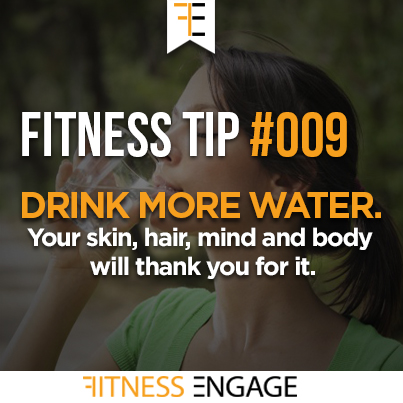 FE
FITNESS TIP #009
DRINK MORE WATER.
Your skin, hair, mind and body
will thank you for it.
FITNESS ENGAGE